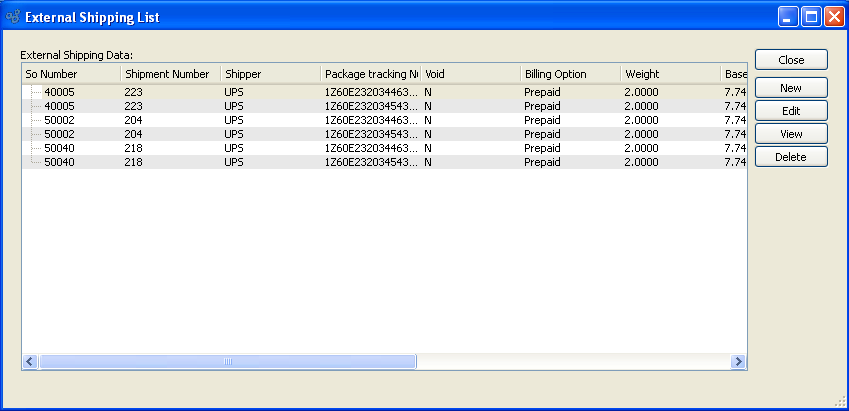 External Shipping List
External Shipping Data:
So Number Shipment Number Shipper Package tracking Nu Void Billing Option Weight Base
40005 223 UPS 1Z60E232034463... N Prepaid 2.0000 7.74
40005 223 UPS 1Z60E232034543... N Prepaid 2.0000 7.74
50002 204 UPS 1Z60E232034463... N Prepaid 2.0000 7.74
50002 204 UPS 1Z60E232034543... N Prepaid 2.0000 7.74
50040 218 UPS 1Z60E232034463... N Prepaid 2.0000 7.74
50040 218 UPS 1Z60E232034543... N Prepaid 2.0000 7.74
Close
New
Edit
View
Delete